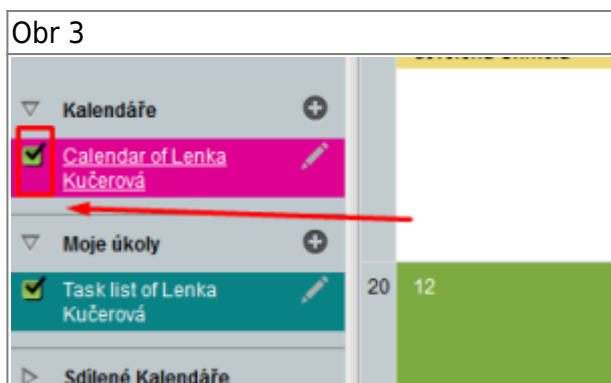 Obr 3
Kalendáře
Calendar of Lenka
Kučerová
Moje úkoly
Task list of Lenka
Kučerová
20 12
Sdílené Kalendáře